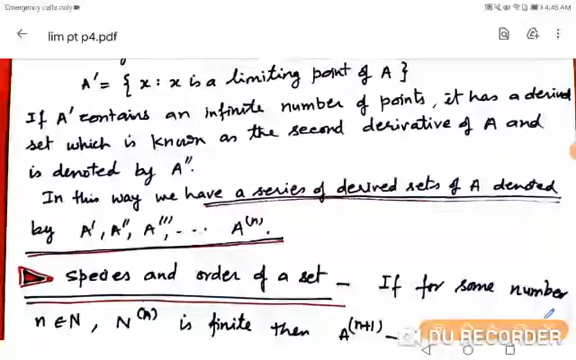 Emergency calls only
4:45 AM
lim pt p4.pdf
A' = { x : x is a limiting point of A }
If A' contains an infinite number of points, it has a derived
set which is known as the second derivative of A and
is denoted by A''.
In this way we have a series of derived sets of A denoted
by A', A'', A''', - ... A^(n).
Species and order of a set - If for some number
n ∈ N, N^(n) is finite then A^(n+1) -
DU RECORDER